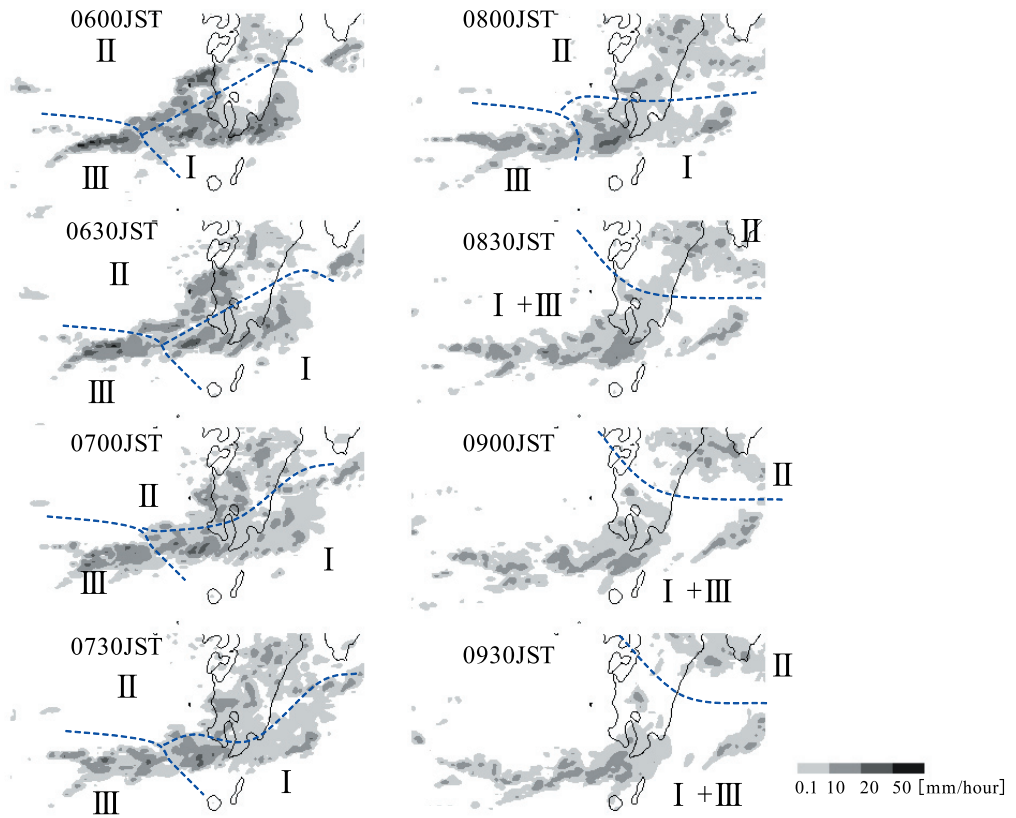 0600JST
Ⅱ
Ⅲ
Ⅰ
0630JST
Ⅱ
Ⅲ
Ⅰ
0700JST
Ⅱ
Ⅲ
Ⅰ
0730JST
Ⅱ
Ⅲ
Ⅰ
0800JST
Ⅱ
Ⅲ
Ⅰ
0830JST
Ⅱ
Ⅰ+Ⅲ
0900JST
Ⅱ
Ⅰ+Ⅲ
0930JST
Ⅱ
Ⅰ+Ⅲ
0.1 10 20 50 [mm/hour]